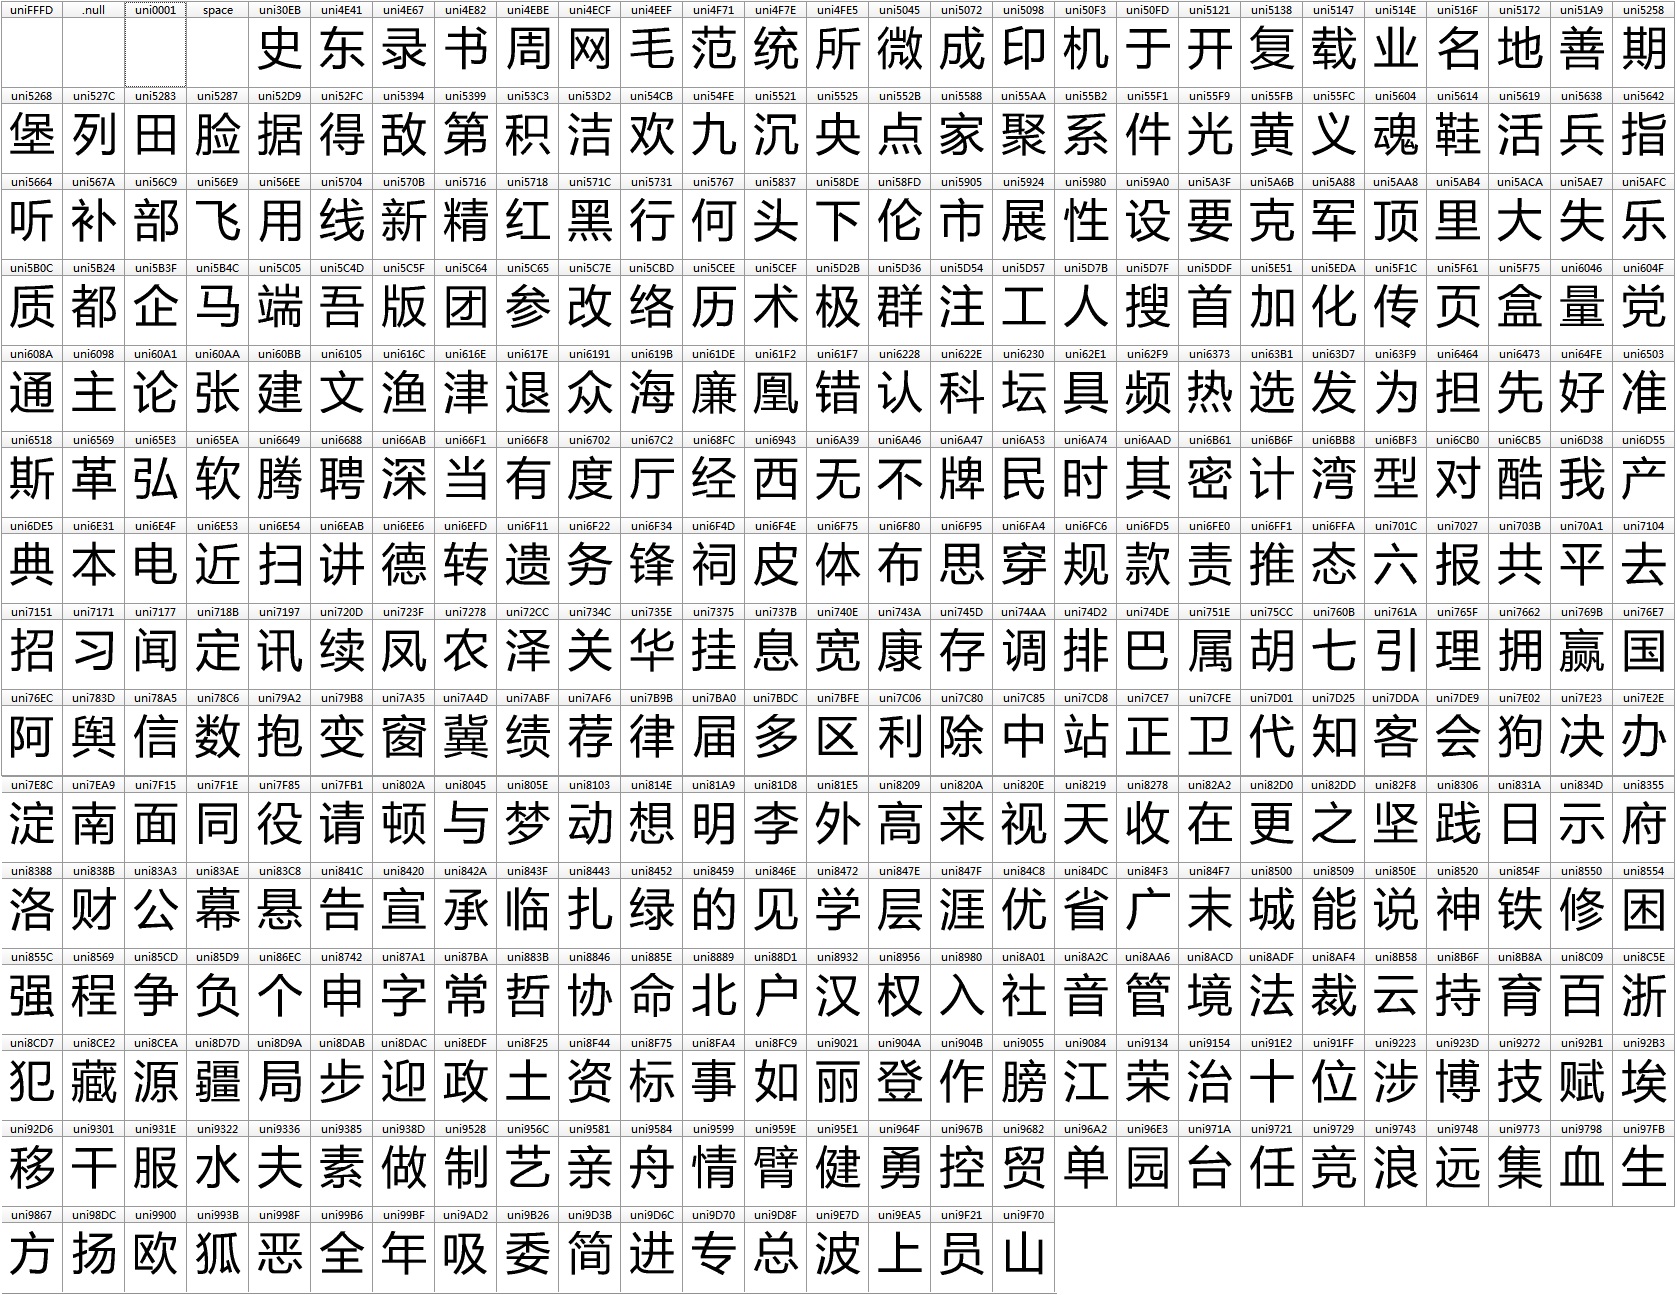 uniFFFD .null uni0001 space uni30EB uni4E41 uni4E67 uni4E82 uni4EBE uni4ECF uni4EEF uni4F71 uni4F7E uni4FE5 uni5045 uni5072 uni5098 uni50F3 uni50FD uni5121 uni5138 uni5147 uni514E uni516F uni5172 uni51A9 uni5258
史 东 录 书 周 网 毛 范 统 所 微 成 印 机 于 开 复 载 业 名 地 善 期
uni5268 uni527C uni5283 uni5287 uni52D9 uni52FC uni5394 uni5399 uni53C3 uni53D2 uni54CB uni54FE uni5521 uni5525 uni552B uni5588 uni55AA uni55B2 uni55F1 uni55F9 uni55FB uni55FC uni5604 uni5614 uni5619 uni5638 uni5642
堡 列 田 脸 据 得 敌 第 积 洁 欢 九 沉 央 点 家 聚 系 件 光 黄 义 魂 鞋 活 兵 指
uni5664 uni567A uni56C9 uni56E9 uni56EE uni5704 uni570B uni5716 uni5718 uni571C uni5731 uni5767 uni5837 uni58DE uni58FD uni5905 uni5924 uni5980 uni59A0 uni5A3F uni5A6B uni5A88 uni5AA8 uni5AB4 uni5ACA uni5AE7 uni5AFC
听 补 部 飞 用 线 新 精 红 黑 行 何 头 下 伦 市 展 性 设 要 克 军 顶 里 大 失 乐
uni5B0C uni5B24 uni5B3F uni5B4C uni5C05 uni5C4D uni5C5F uni5C64 uni5C65 uni5C7E uni5CBD uni5CEE uni5CEF uni5D2B uni5D36 uni5D54 uni5D57 uni5D7B uni5D7F uni5DDF uni5E51 uni5EDA uni5F1C uni5F61 uni5F75 uni6046 uni604F
质 都 企 马 端 吾 版 团 参 改 络 历 术 极 群 注 工 人 搜 首 加 化 传 页 盒 量 党
uni608A uni6098 uni60A1 uni60AA uni60BB uni6105 uni616C uni616E uni617E uni6191 uni619B uni61DE uni61F2 uni61F7 uni6228 uni622E uni6230 uni62E1 uni62F9 uni6373 uni63B1 uni63D7 uni63F9 uni6464 uni6473 uni64FE uni6503
通 主 论 张 建 文 渔 津 退 众 海 廉 凰 错 认 科 坛 具 频 热 选 发 为 担 先 好 准
uni6518 uni6569 uni65E3 uni65EA uni6649 uni6688 uni66AB uni66F1 uni66F8 uni6702 uni67C2 uni68FC uni6943 uni6A39 uni6A46 uni6A47 uni6A53 uni6A74 uni6AAD uni6B61 uni6B6F uni6BB8 uni6BF3 uni6CB0 uni6CB5 uni6D38 uni6D55
斯 革 弘 软 腾 聘 深 当 有 度 厅 经 西 无 不 牌 民 时 其 密 计 湾 型 对 酷 我 产
uni6DE5 uni6E31 uni6E4F uni6E53 uni6E54 uni6EAB uni6EE6 uni6EFD uni6F11 uni6F22 uni6F34 uni6F4D uni6F4E uni6F75 uni6F80 uni6F95 uni6FA4 uni6FC6 uni6FD5 uni6FE0 uni6FF1 uni6FFA uni701C uni7027 uni703B uni70A1 uni7104
典 本 电 近 扫 讲 德 转 遗 务 锋 祠 皮 体 布 思 穿 规 款 责 推 态 六 报 共 平 去
uni7151 uni7171 uni7177 uni718B uni7197 uni720D uni723F uni7278 uni72CC uni734C uni735E uni7375 uni737B uni740E uni743A uni745D uni74AA uni74D2 uni74DE uni751E uni75CC uni760B uni761A uni765F uni7662 uni769B uni76E7
招 习 闻 定 讯 续 凤 农 泽 关 华 挂 息 宽 康 存 调 排 巴 属 胡 七 引 理 拥 赢 国
uni76EC uni783D uni78A5 uni78C6 uni79A2 uni79B8 uni7A35 uni7A4D uni7ABF uni7AF6 uni7B9B uni7BA0 uni7BDC uni7BFE uni7C06 uni7C80 uni7C85 uni7CD8 uni7CE7 uni7CFE uni7D01 uni7D25 uni7DDA uni7DE9 uni7E02 uni7E23 uni7E2E
阿 舆 信 数 抱 变 窗 冀 绩 荐 律 届 多 区 利 除 中 站 正 卫 代 知 客 会 狗 决 办
uni7E8C uni7EA9 uni7F15 uni7F1E uni7F85 uni7FB1 uni802A uni8045 uni805E uni8103 uni814E uni81A9 uni81D8 uni81E5 uni8209 uni820A uni820E uni8219 uni8278 uni82A2 uni82D0 uni82DD uni82F8 uni8306 uni831A uni834D uni8355
淀 南 面 同 役 请 顿 与 梦 动 想 明 李 外 高 来 视 天 收 在 更 之 坚 践 日 示 府
uni8388 uni838B uni83A3 uni83AE uni83C8 uni841C uni8420 uni842A uni843F uni8443 uni8452 uni8459 uni846E uni8472 uni847E uni847F uni84C8 uni84DC uni84F3 uni84F7 uni8500 uni8509 uni850E uni8520 uni854F uni8550 uni8554
洛 财 公 幕 悬 告 宣 承 临 扎 绿 的 见 学 层 涯 优 省 广 末 城 能 说 神 铁 修 困
uni855C uni8569 uni85CD uni85D9 uni86EC uni8742 uni87A1 uni87BA uni883B uni8846 uni885E uni8889 uni88D1 uni8932 uni8956 uni8980 uni8A01 uni8A2C uni8AA6 uni8ACD uni8ADF uni8AF4 uni8B58 uni8B6F uni8B8A uni8C09 uni8C5E
强 程 争 负 个 申 字 常 哲 协 命 北 户 汉 权 入 社 音 管 境 法 裁 云 持 育 百 浙
uni8CD7 uni8CE2 uni8CEA uni8D7D uni8D9A uni8DAB uni8DAC uni8EDF uni8F25 uni8F44 uni8F75 uni8FA4 uni8FC9 uni9021 uni904A uni904B uni9055 uni9084 uni9134 uni9154 uni91E2 uni91FF uni9223 uni923D uni9272 uni92B1 uni92B3
犯 藏 源 疆 局 步 迎 政 土 资 标 事 如 丽 登 作 膀 江 荣 治 十 位 涉 博 技 赋 埃
uni92D6 uni9301 uni931E uni9322 uni9336 uni9385 uni938D uni9528 uni956C uni9581 uni9584 uni9599 uni959E uni95E1 uni964F uni967B uni9682 uni96A2 uni96E3 uni971A uni9721 uni9729 uni9743 uni9748 uni9773 uni9798 uni97FB
移 干 服 水 夫 素 做 制 艺 亲 舟 情 臂 健 勇 控 贸 单 园 台 任 竞 浪 远 集 血 生
uni9867 uni98DC uni9900 uni993B uni998F uni99B6 uni99BF uni9AD2 uni9B26 uni9D3B uni9D6C uni9D70 uni9D8F uni9E7D uni9EA5 uni9F21 uni9F70
方 扬 欧 狐 恶 全 年 吸 委 简 进 专 总 波 上 员 山